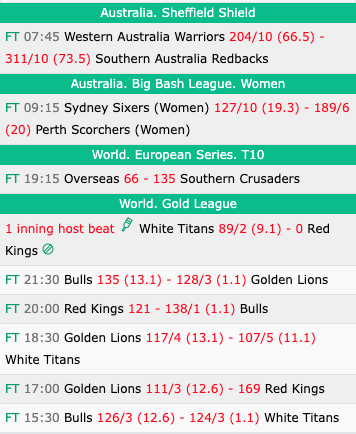 Australia. Sheffield Shield
FT 07:45 Western Australia Warriors 204/10 (66.5) -
311/10 (73.5) Southern Australia Redbacks
Australia. Big Bash League. Women
FT 09:15 Sydney Sixers (Women) 127/10 (19.3) - 189/6
(20) Perth Scorchers (Women)
World. European Series. T10
FT 19:15 Overseas 66 - 135 Southern Crusaders
World. Gold League
1 inning host beat White Titans 89/2 (9.1) - 0 Red
Kings
FT 21:30 Bulls 135 (13.1) - 128/3 (1.1) Golden Lions
FT 20:00 Red Kings 121 - 138/1 (1.1) Bulls
FT 18:30 Golden Lions 117/4 (13.1) - 107/5 (11.1)
White Titans
FT 17:00 Golden Lions 111/3 (12.6) - 169 Red Kings
FT 15:30 Bulls 126/3 (12.6) - 124/3 (1.1) White Titans